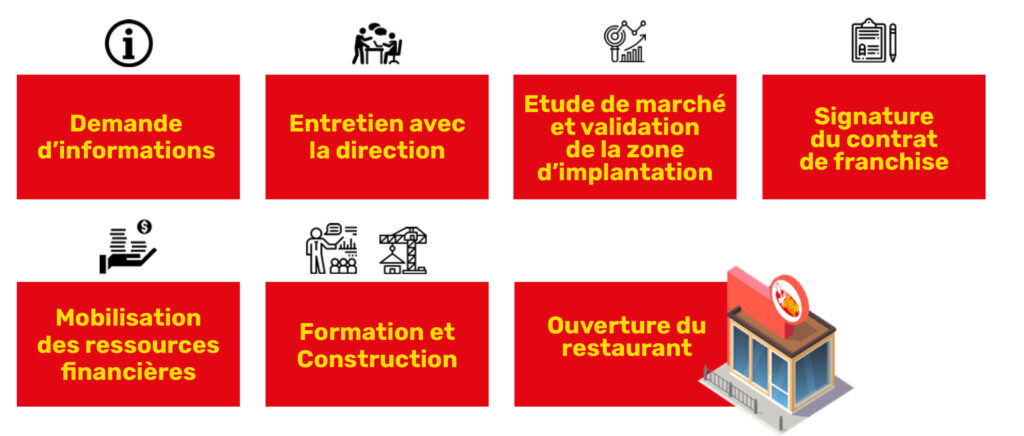 Demande
d'informations
Entretien avec
la direction
Etude de marché
et validation
de la zone
d'implantation
Signature
du contrat
de franchise
Mobilisation
des ressources
financières
Formation et
Construction
Ouverture du
restaurant